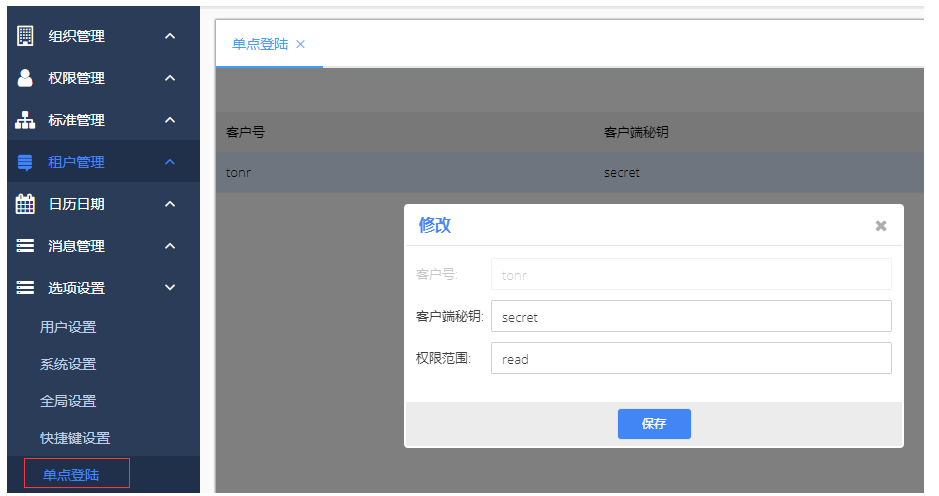 组织管理
权限管理
标准管理
租户管理
日历日期
消息管理
选项设置
用户设置
系统设置
全局设置
快捷键设置
单点登陆
单点登陆 ×
客户号 客户端秘钥
tonr secret
修改
客户号: tonr
客户端秘钥: secret
权限范围: read
保存